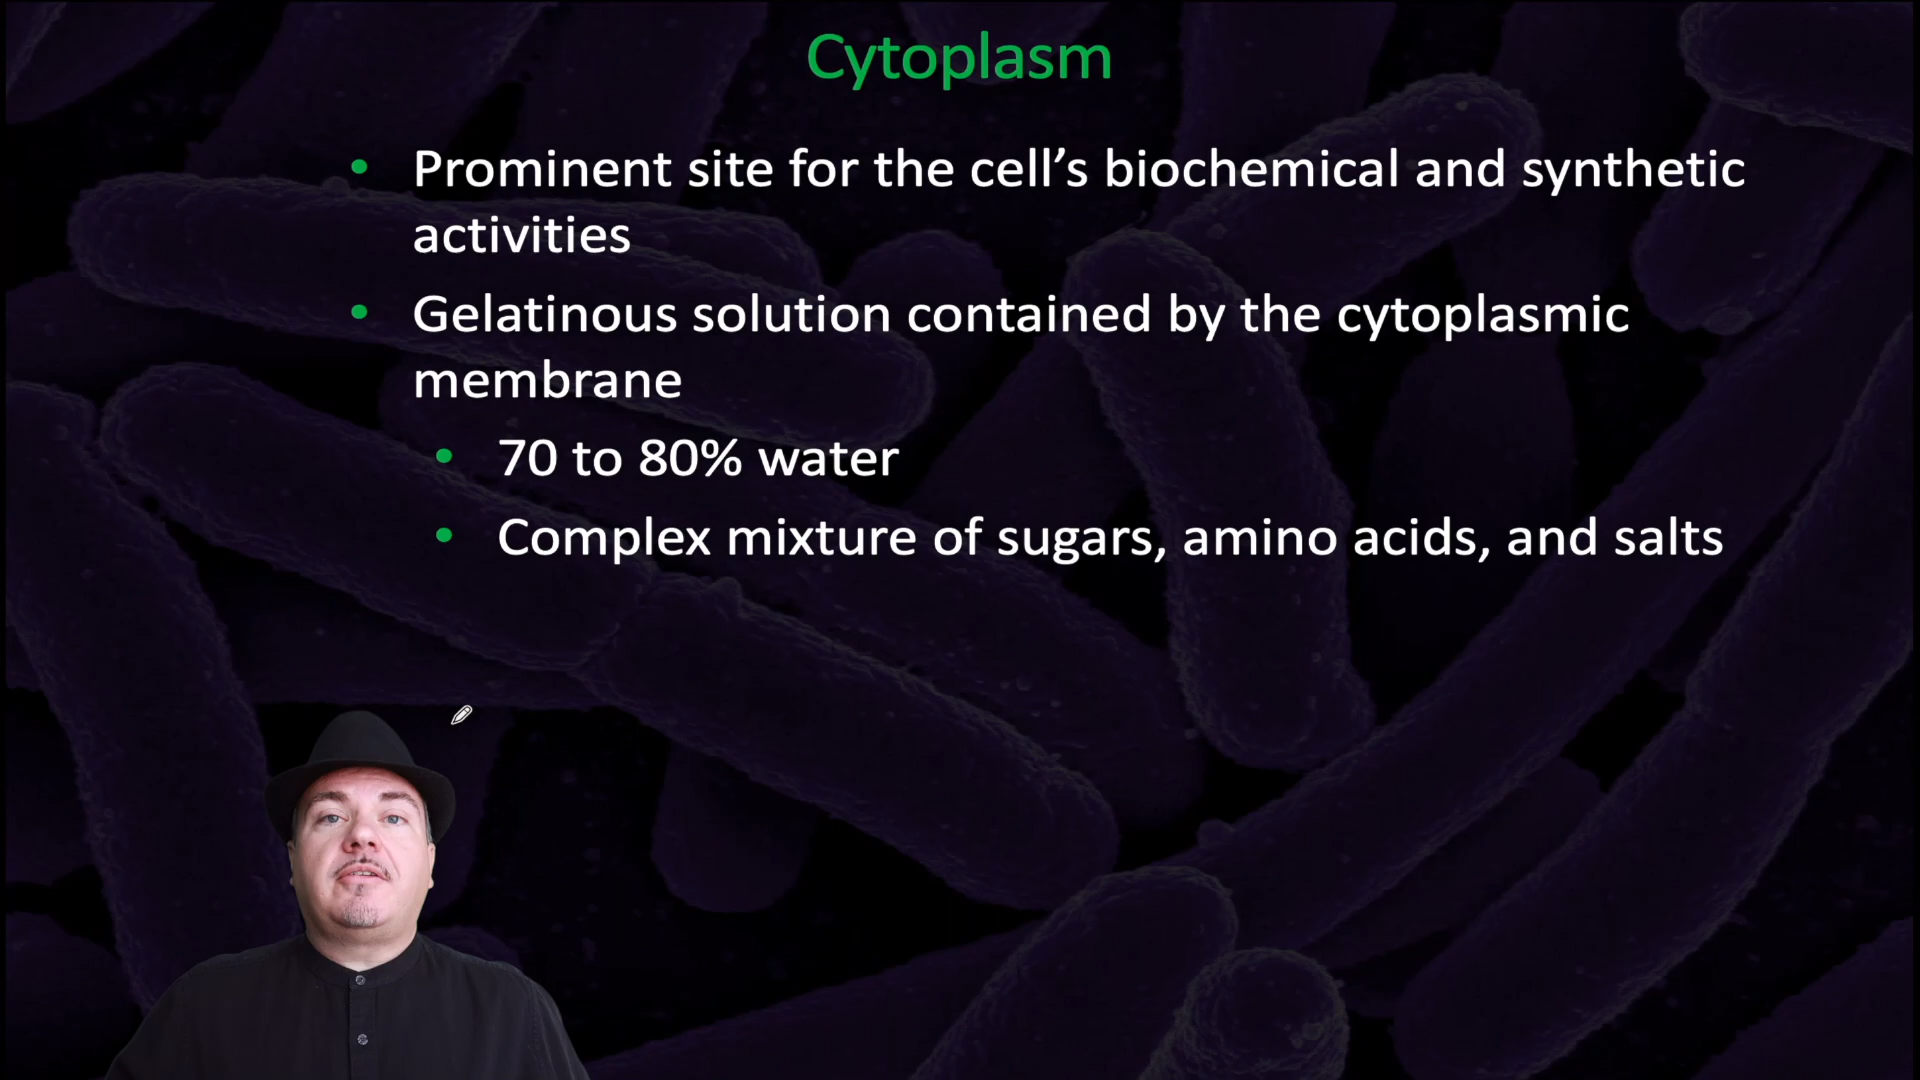 Cytoplasm
• Prominent site for the cell’s biochemical and synthetic
activities
• Gelatinous solution contained by the cytoplasmic
membrane
• 70 to 80% water
• Complex mixture of sugars, amino acids, and salts